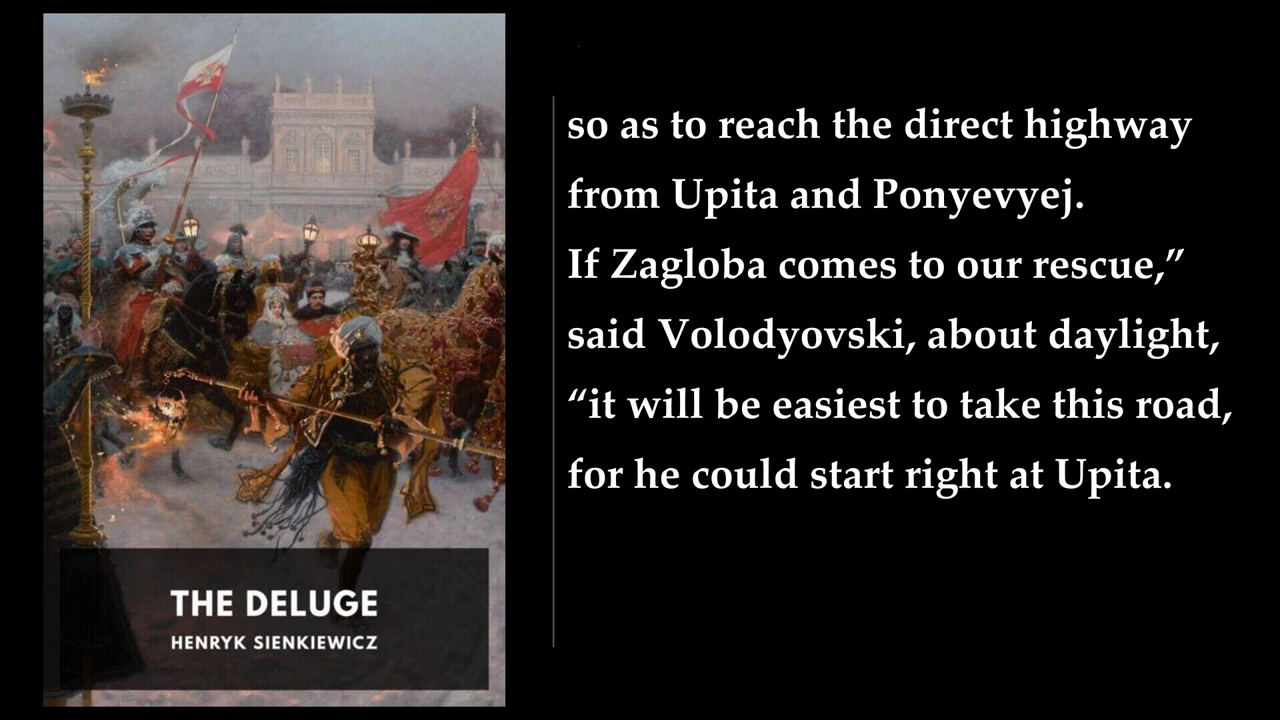 so as to reach the direct highway
from Upita and Ponyevyej.
If Zagloba comes to our rescue,”
said Volodyovski, about daylight,
“it will be easiest to take this road,
for he could start right at Upita.
THE DELUGE
HENRYK SIENKIEWICZ